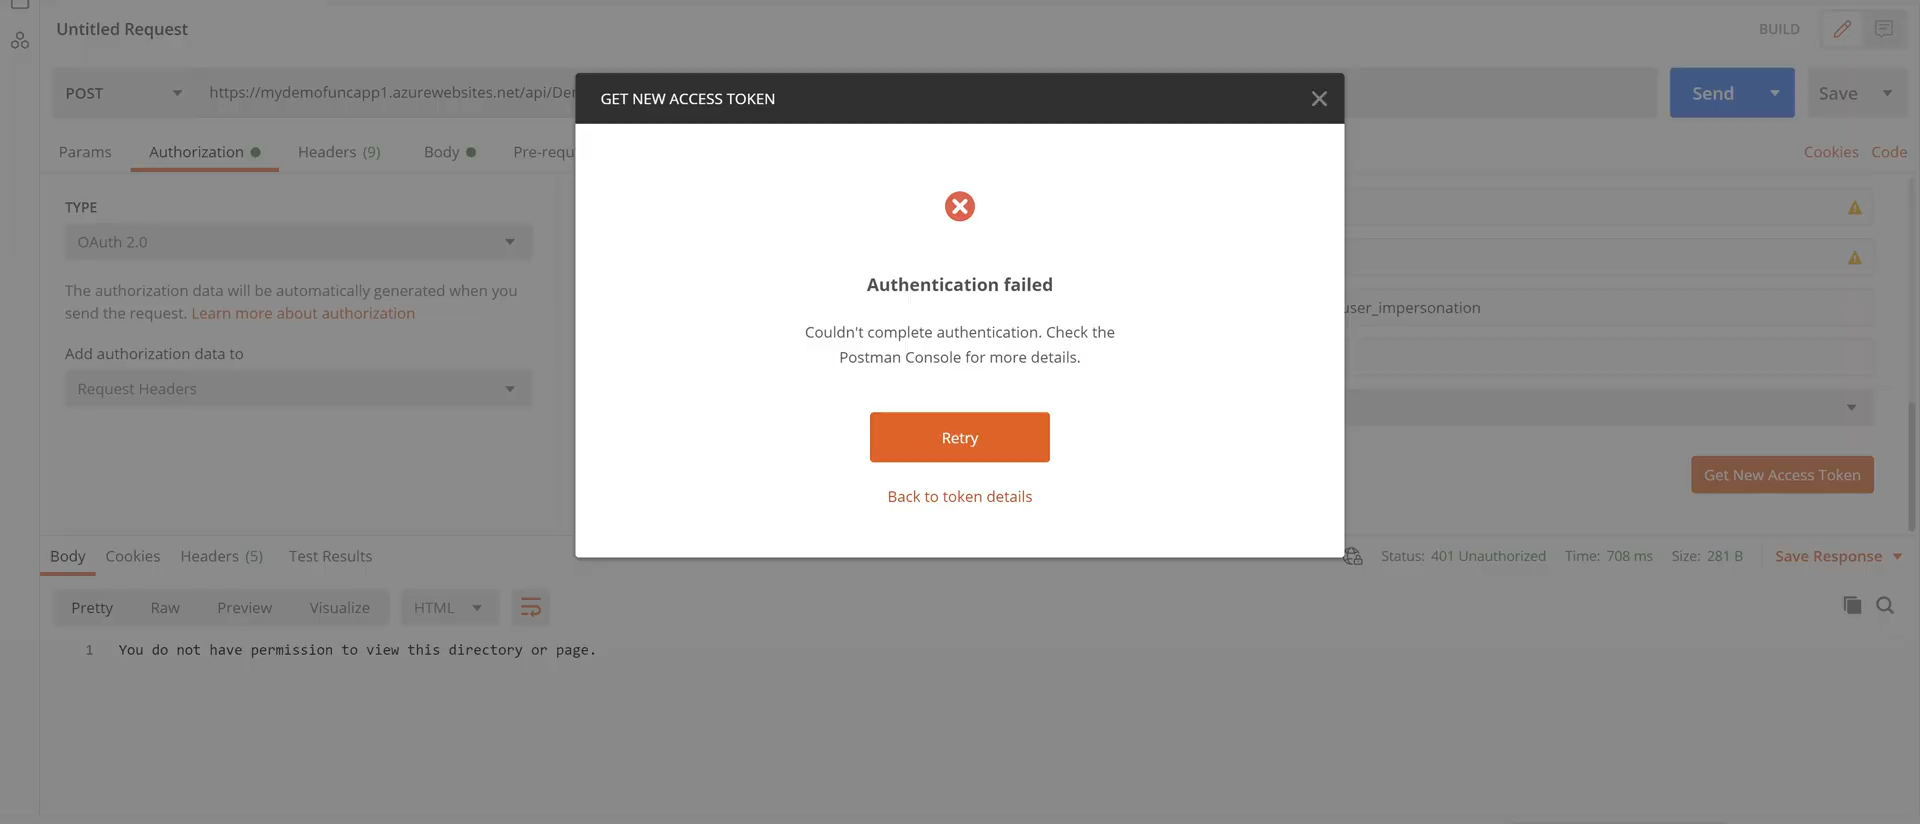 Untitled Request
BUILD
POST
https://mydemofuncapp1.azurewebsites.net/api/Der
Send
Save
Params
Authorization
Headers (9)
Body
Pre-requ
Cookies
Code
TYPE
OAuth 2.0
The authorization data will be automatically generated when you
send the request. Learn more about authorization
Add authorization data to
Request Headers
GET NEW ACCESS TOKEN
Authentication failed
Couldn't complete authentication. Check the
Postman Console for more details.
Retry
Back to token details
user_impersonation
Get New Access Token
Body
Cookies
Headers (5)
Test Results
Status: 401 Unauthorized
Time: 708 ms
Size: 281 B
Save Response
Pretty
Raw
Preview
Visualize
HTML
1 You do not have permission to view this directory or page.